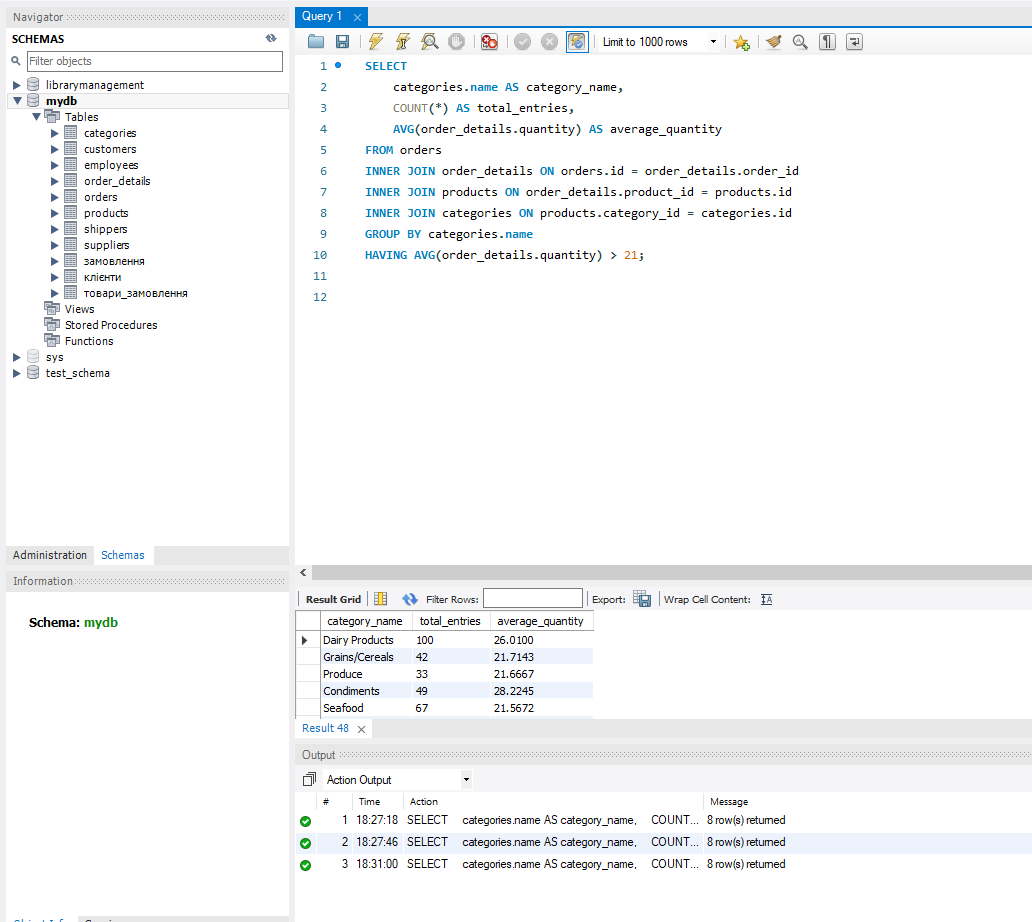 Navigator
SCHEMAS
Filter objects
librarymanagement
mydb
Tables
categories
customers
employees
order_details
orders
products
shippers
suppliers
замовлення
клієнти
товари_замовлення
Views
Stored Procedures
Functions
sys
test_schema
Administration Schemas
Information
Schema: mydb
Query 1
Limit to 1000 rows
1 SELECT
2 categories.name AS category_name,
3 COUNT(*) AS total_entries,
4 AVG(order_details.quantity) AS average_quantity
5 FROM orders
6 INNER JOIN order_details ON orders.id = order_details.order_id
7 INNER JOIN products ON order_details.product_id = products.id
8 INNER JOIN categories ON products.category_id = categories.id
9 GROUP BY categories.name
10 HAVING AVG(order_details.quantity) > 21;
11
12
Result Grid Filter Rows: Export: Wrap Cell Content:
category_name total_entries average_quantity
Dairy Products 100 26.0100
Grains/Cereals 42 21.7143
Produce 33 21.6667
Condiments 49 28.2245
Seafood 67 21.5672
Result 48
Output
Action Output
# Time Action Message
1 18:27:18 SELECT categories.name AS category_name, COUNT... 8 row(s) returned
2 18:27:46 SELECT categories.name AS category_name, COUNT... 8 row(s) returned
3 18:31:00 SELECT categories.name AS category_name, COUNT... 8 row(s) returned